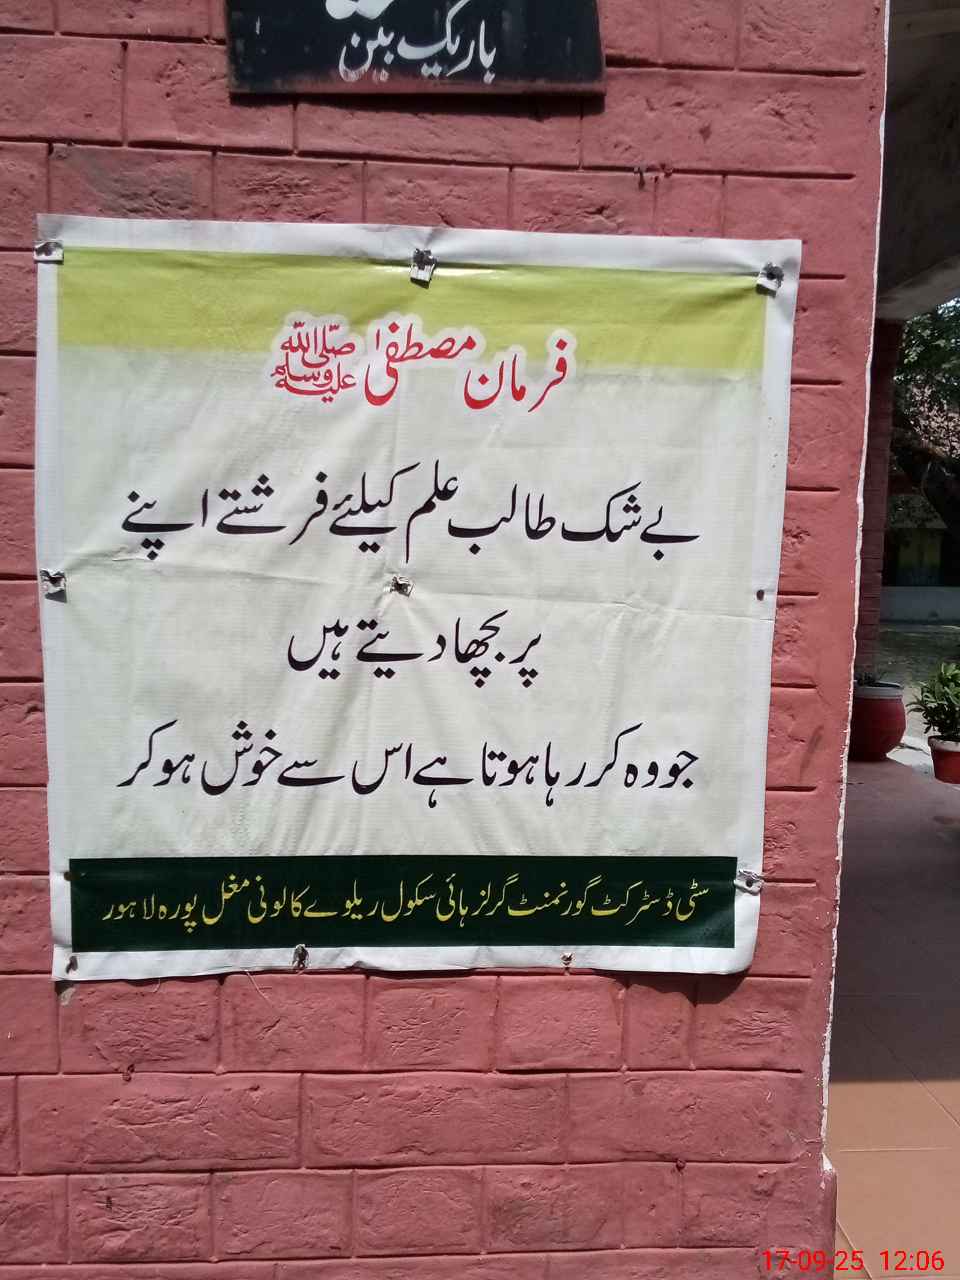 باریک بین
فرمان مصطفیٰ صلی اللہ علیہ وسلم
بے شک طالب علم کیلئے فرشتے اپنے
پر بچھا دیتے ہیں
جو وہ کر رہا ہوتا ہے اس سے خوش ہو کر
سٹی ڈسٹرکٹ گورنمنٹ گرلز ہائی سکول ریلوے کالونی مغل پورہ لاہور
17-09-25 12:06